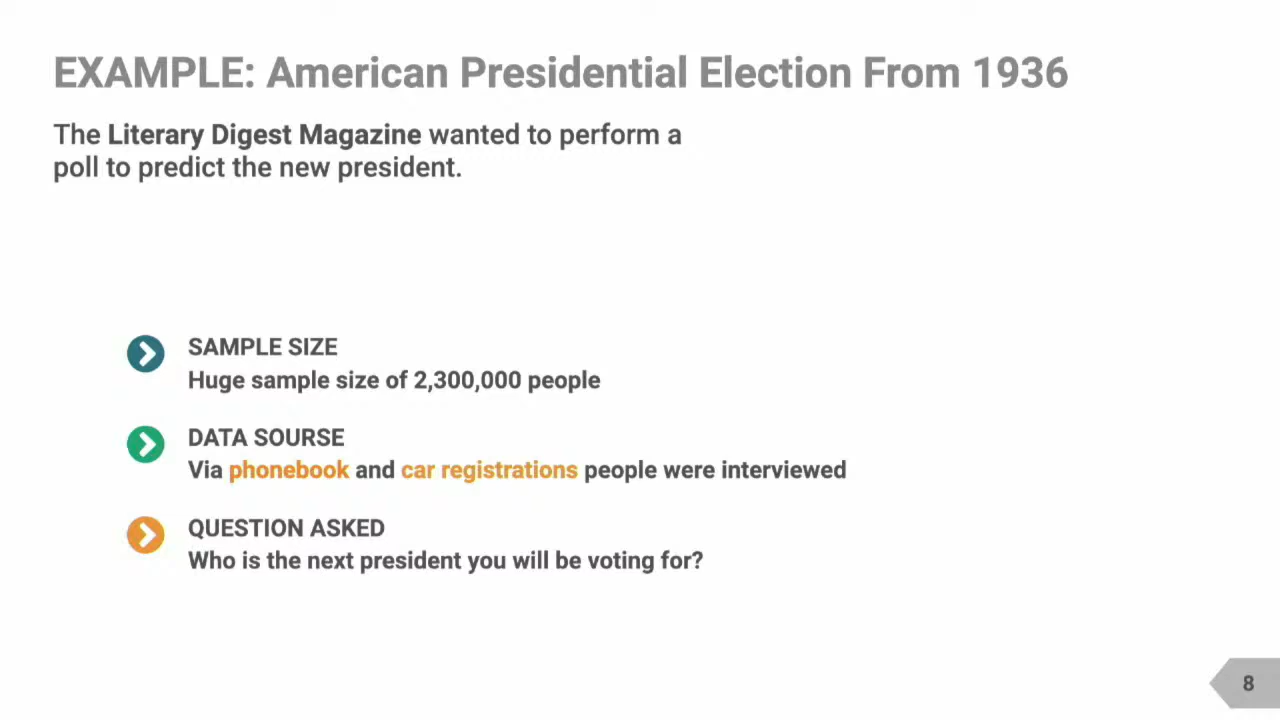 EXAMPLE: American Presidential Election From 1936
The Literary Digest Magazine wanted to perform a
poll to predict the new president.
SAMPLE SIZE
Huge sample size of 2,300,000 people
DATA SOURSE
Via phonebook and car registrations people were interviewed
QUESTION ASKED
Who is the next president you will be voting for?
8